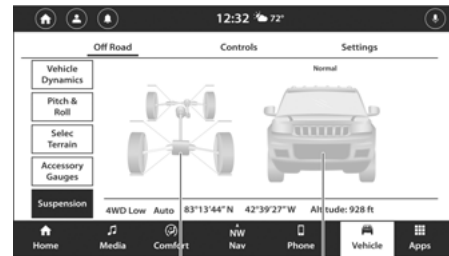 12:32 72°
Off Road Controls Settings
Vehicle
Dynamics
Normal
Pitch &
Roll
Selec
Terrain
Accessory
Gauges
Suspension
4WD Low Auto 83°13'44"N 42°39'27"W Altitude: 928 ft
Home Media Comfort NW
Nav Phone Vehicle Apps